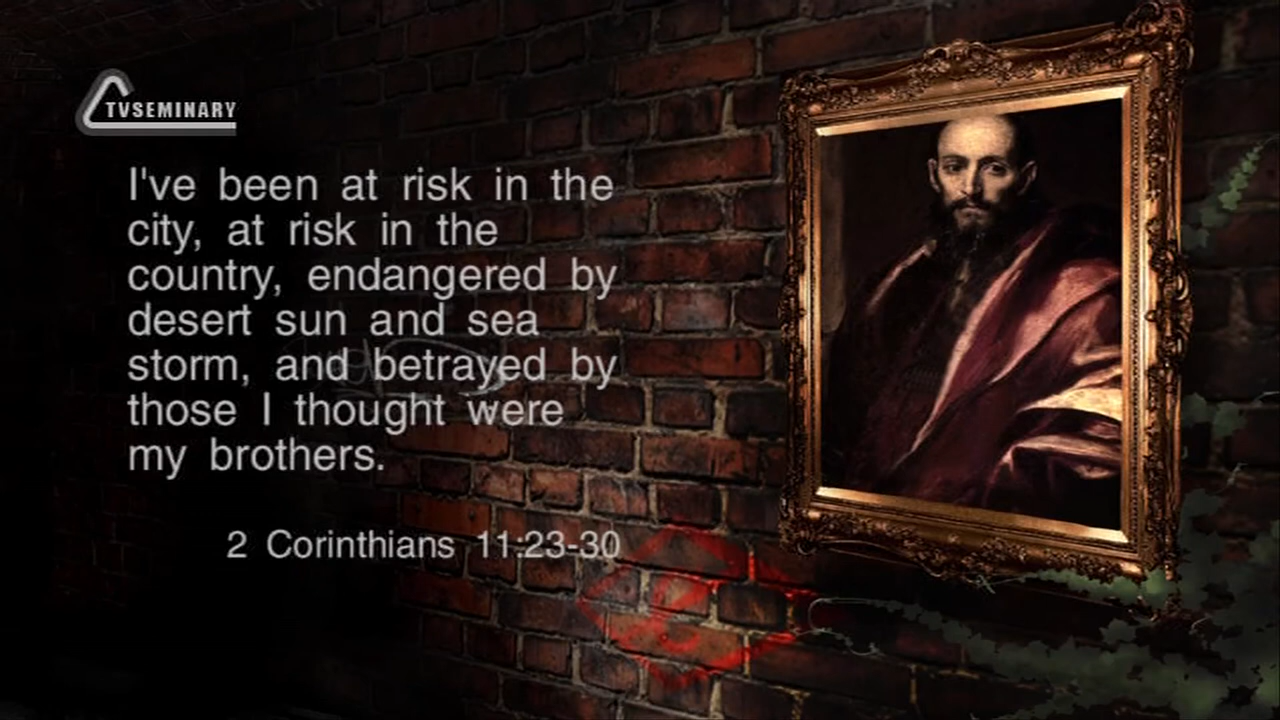 TVSEMINARY
I've been at risk in the
city, at risk in the
country, endangered by
desert sun and sea
storm, and betrayed by
those I thought were
my brothers.
2 Corinthians 11:23-30